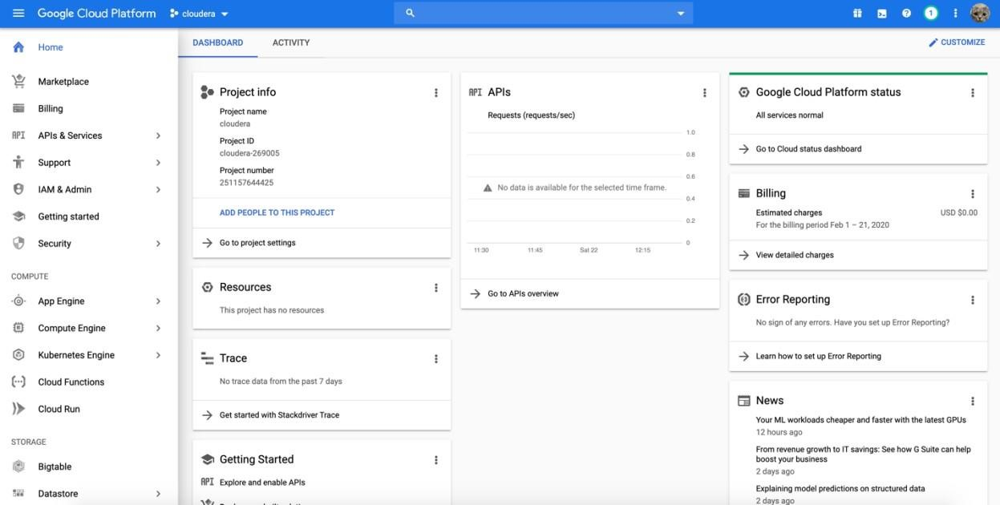 Google Cloud Platform
cloudera
1
Home
Marketplace
Billing
API APIs & Services
Support
IAM & Admin
Getting started
Security
COMPUTE
App Engine
Compute Engine
Kubernetes Engine
Cloud Functions
Cloud Run
STORAGE
Bigtable
Datastore
DASHBOARD ACTIVITY
CUSTOMIZE
Project info
Project name
cloudera
Project ID
cloudera-269005
Project number
251157644425
ADD PEOPLE TO THIS PROJECT
Go to project settings
Resources
This project has no resources
Trace
No trace data from the past 7 days
Get started with Stackdriver Trace
Getting Started
API Explore and enable APIs
API APIs
Requests (requests/sec)
1.0
0.8
0.6
No data is available for the selected time frame.
0.4
0.2
0
11:30 11:45 Sat 22 12:15
Go to APIs overview
Google Cloud Platform status
All services normal
Go to Cloud status dashboard
Billing
Estimated charges USD $0.00
For the billing period Feb 1 – 21, 2020
View detailed charges
Error Reporting
No sign of any errors. Have you set up Error Reporting?
Learn how to set up Error Reporting
News
Your ML workloads cheaper and faster with the latest GPUs
12 hours ago
From revenue growth to IT savings: See how G Suite can help
boost your business
2 days ago
Explaining model predictions on structured data
2 days ago